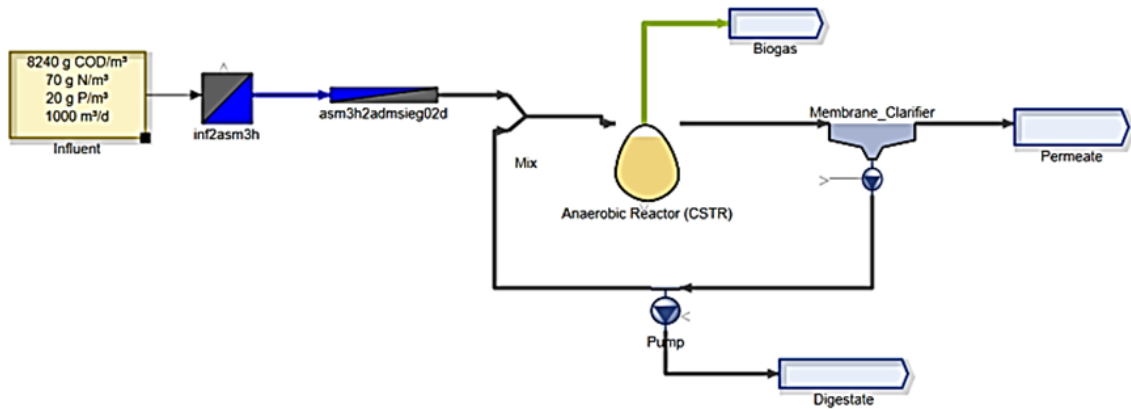 8240 g COD/m³
70 g N/m³
20 g P/m³
1000 m³/d
Influent
inf2asm3h
asm3h2admsieg02d
Mix
Biogas
Anaerobic Reactor (CSTR)
Membrane_Clarifier
Permeate
Pump
Digestate